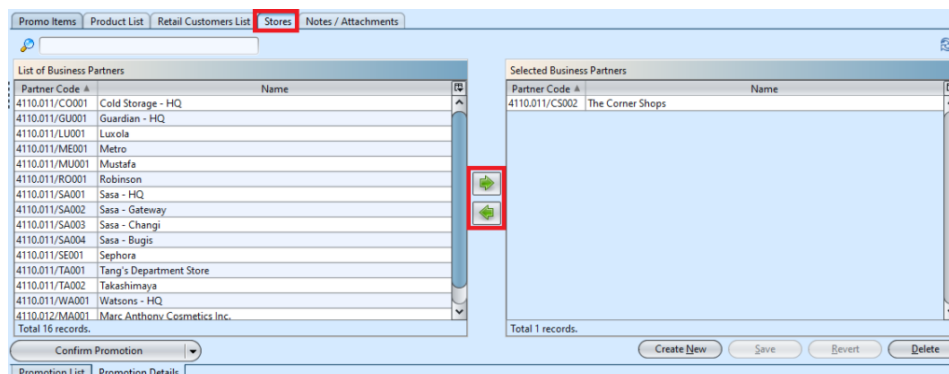 Promo Items Product List Retail Customers List Stores Notes / Attachments
List of Business Partners
Partner Code Name
4110.011/CO001 Cold Storage - HQ
4110.011/GU001 Guardian - HQ
4110.011/LU001 Luxola
4110.011/ME001 Metro
4110.011/MU001 Mustafa
4110.011/RO001 Robinson
4110.011/SA001 Sasa - HQ
4110.011/SA002 Sasa - Gateway
4110.011/SA003 Sasa - Changi
4110.011/SA004 Sasa - Bugis
4110.011/SE001 Sephora
4110.011/TA001 Tang's Department Store
4110.011/TA002 Takashimaya
4110.011/WA001 Watsons - HQ
4110.012/MA001 Marc Anthony Cosmetics Inc.
Total 16 records.
Selected Business Partners
Partner Code Name
4110.011/CS002 The Corner Shops
Total 1 records.
Confirm Promotion Create New Save Revert Delete
Promotion List Promotion Details